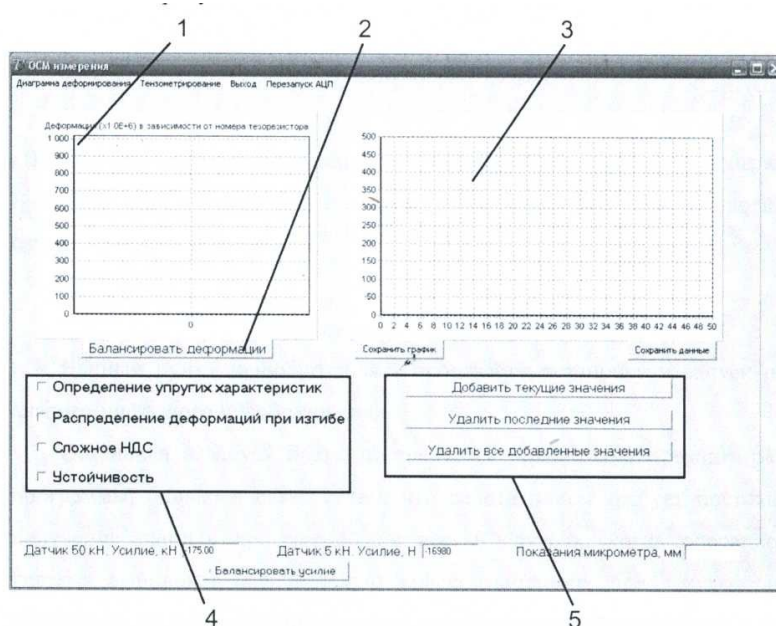 1
2
3
ОСМ измерения
Диаграмма деформирования Тензометрирование Выход Перезапуск АЦП
Деформация (x1.0E+6) в зависимости от номера тезорезистора
1 000
900
800
700
600
500
400
300
200
100
0
0
500
450
400
350
300
250
200
150
100
50
0
0 2 4 6 8 10 12 14 16 18 20 22 24 26 28 30 32 34 36 38 40 42 44 46 48 50
Балансировать деформации
Сохранить график
Сохранить данные
Определение упругих характеристик
Распределение деформаций при изгибе
Сложное НДС
Устойчивость
Добавить текущие значения
Удалить последние значения
Удалить все добавленные значения
Датчик 50 кН. Усилие, кН -175.00
Датчик 5 кН. Усилие, Н -16980
Показания микрометра, мм
Балансировать усилие
4
5